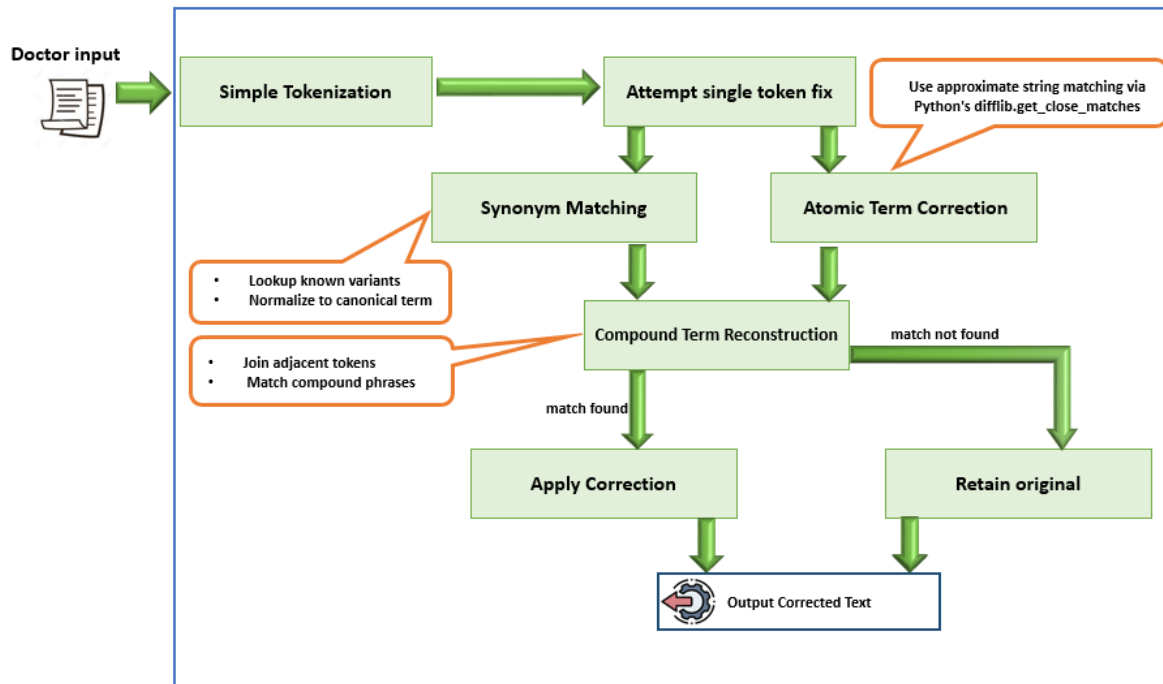 Doctor input
Simple Tokenization
Attempt single token fix
Use approximate string matching via
Python's difflib.get_close_matches
Synonym Matching
Atomic Term Correction
• Lookup known variants
• Normalize to canonical term
Compound Term Reconstruction
match not found
• Join adjacent tokens
• Match compound phrases
match found
Apply Correction
Retain original
Output Corrected Text